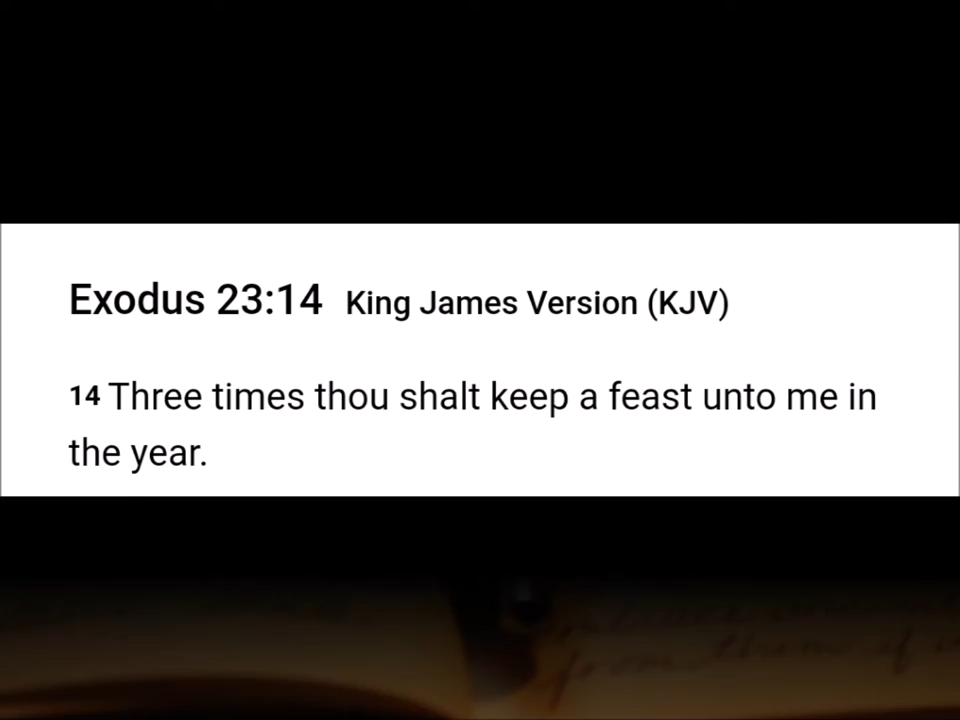 Exodus 23:14 King James Version (KJV)
14 Three times thou shalt keep a feast unto me in
the year.